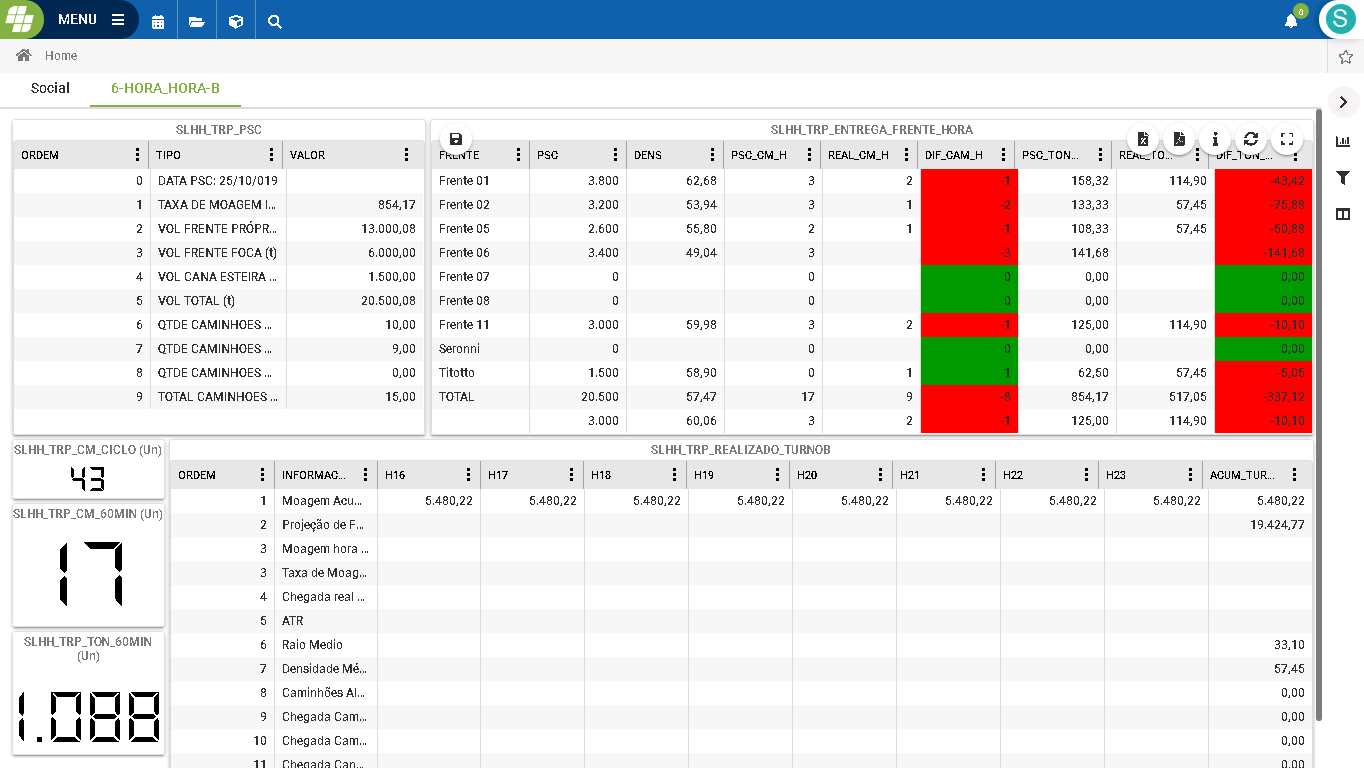 MENU
0
S
Home
Social 6-HORA_HORA-B
SLHH_TRP_PSC
ORDEM TIPO VALOR
0 DATA PSC: 25/10/019
1 TAXA DE MOAGEM I... 854,17
2 VOL FRENTE PRÓPR... 13.000,08
3 VOL FRENTE FOCA (t) 6.000,00
4 VOL CANA ESTEIRA ... 1.500,00
5 VOL TOTAL (t) 20.500,08
6 QTDE CAMINHOES ... 10,00
7 QTDE CAMINHOES ... 9,00
8 QTDE CAMINHOES ... 0,00
9 TOTAL CAMINHOES ... 15,00
SLHH_TRP_ENTREGA_FRENTE_HORA
FRENTE PSC DENS PSC_CM_H REAL_CM_H DIF_CAM_H PSC_TON... REAL_TO... DIF_TON_...
Frente 01 3.800 62,68 3 2 -1 158,32 114,90 -43,42
Frente 02 3.200 53,94 3 1 -2 133,33 57,45 -75,88
Frente 05 2.600 55,80 2 1 -1 108,33 57,45 -50,88
Frente 06 3.400 49,04 3 -3 141,68 -141,68
Frente 07 0 0 0 0,00 0,00
Frente 08 0 0 0 0,00 0,00
Frente 11 3.000 59,98 3 2 -1 125,00 114,90 -10,10
Seronni 0 0 0 0,00 0,00
Titotto 1.500 58,90 0 1 1 62,50 57,45 -5,05
TOTAL 20.500 57,47 17 9 -8 854,17 517,05 -337,12
3.000 60,06 3 2 -1 125,00 114,90 -10,10
SLHH_TRP_CM_CICLO (Un)
43
SLHH_TRP_CM_60MIN (Un)
17
SLHH_TRP_TON_60MIN
(Un)
1.088
SLHH_TRP_REALIZADO_TURNOB
ORDEM INFORMAC... H16 H17 H18 H19 H20 H21 H22 H23 ACUM_TUR...
1 Moagem Acu... 5.480,22 5.480,22 5.480,22 5.480,22 5.480,22 5.480,22 5.480,22 5.480,22 5.480,22
2 Projeção de F... 19.424,77
3 Moagem hora ...
3 Taxa de Moag...
4 Chegada real ...
5 ATR
6 Raio Medio 33,10
7 Densidade Mé... 57,45
8 Caminhões Al... 0,00
9 Chegada Cam... 0,00
10 Chegada Cam... 0,00
11 Chegada Can... 0,00